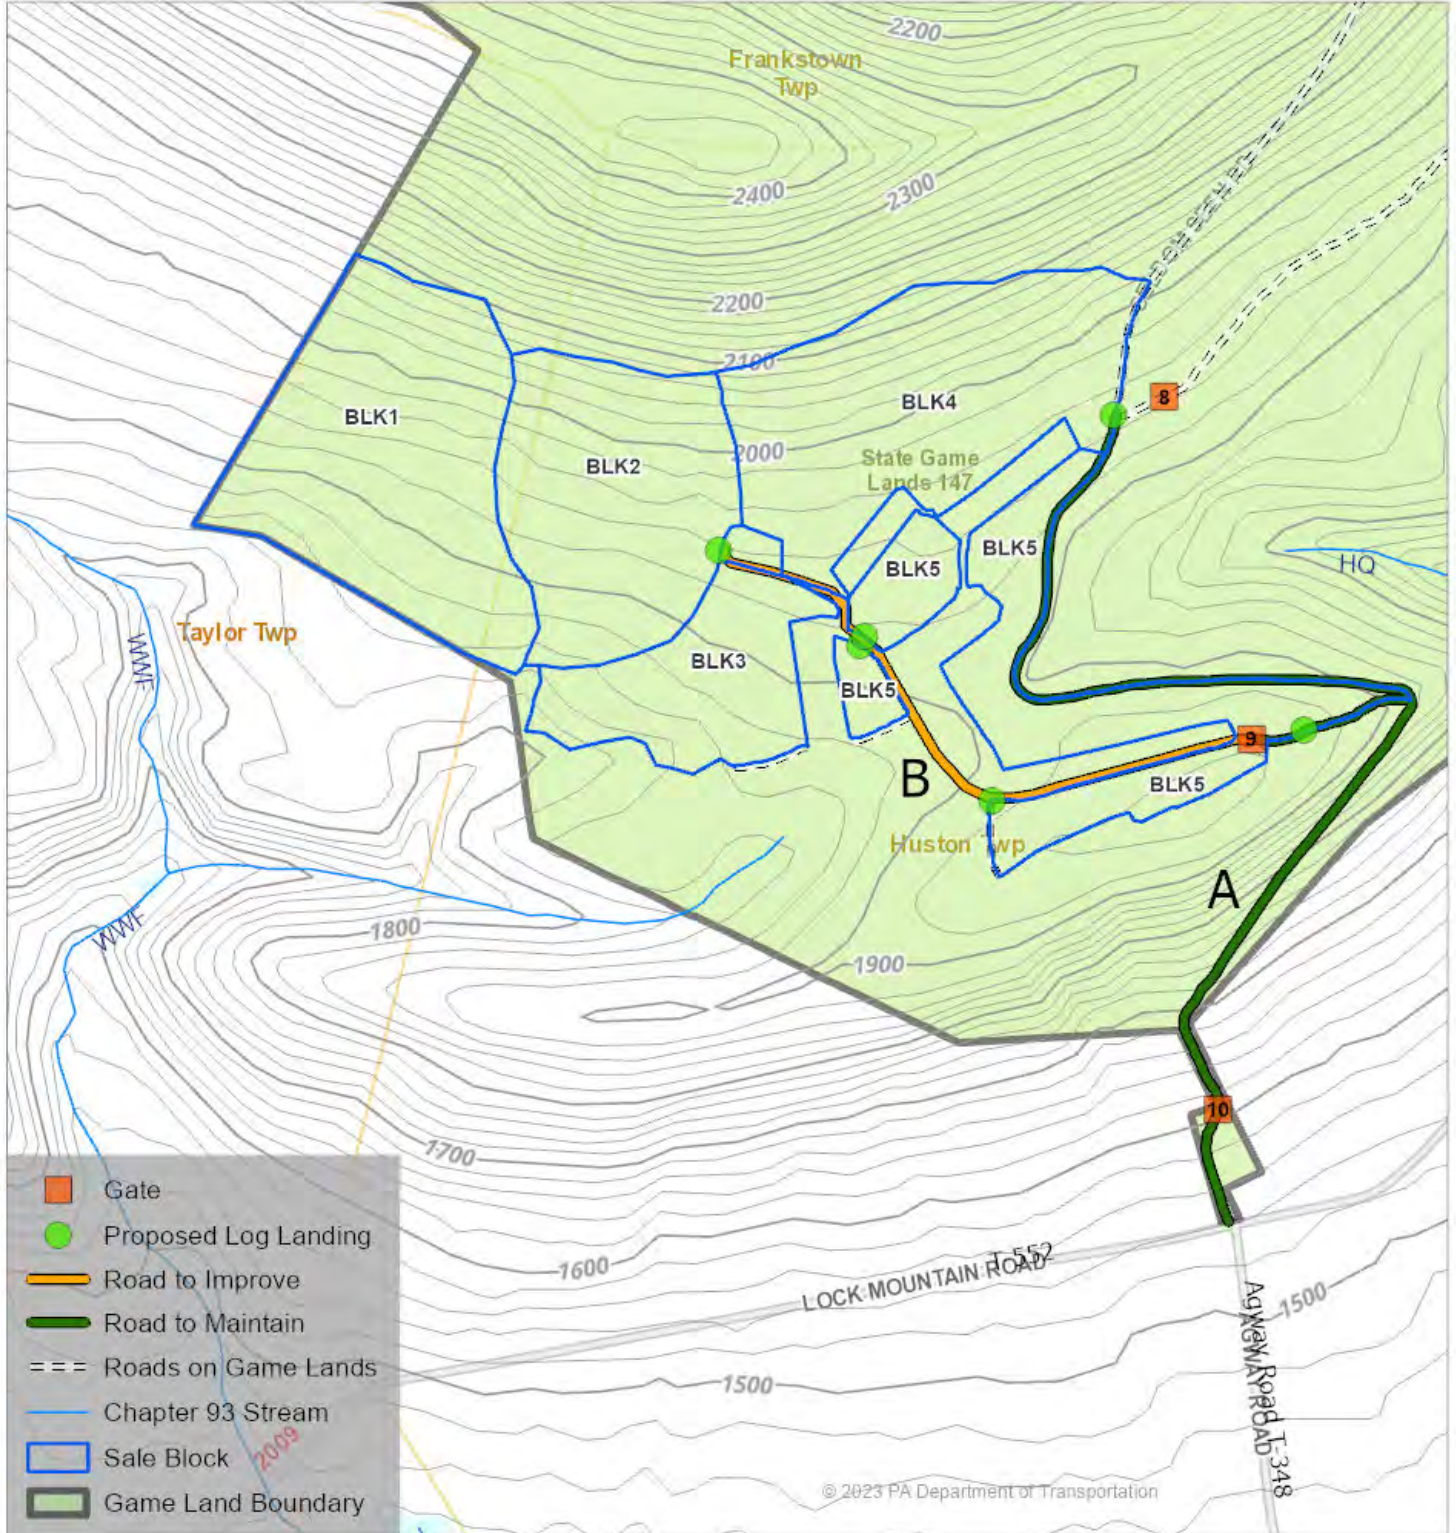 2200
Frankstown
Twp
2400
2300
2200
2100
8
BLK4
BLK1
2000
State Game
Lands 147
BLK2
BLK5
HQ
BLK5
Taylor Twp
WWF
BLK3
BLK5
9
B
BLK5
Huston Twp
A
1800
WWF
1900
10
1700
Gate
Proposed Log Landing
Road to Improve
Road to Maintain
Roads on Game Lands
Chapter 93 Stream
Sale Block
Game Land Boundary
2009
1600
T-552
LOCK MOUNTAIN ROAD
1500
Agway Road T-348
AGWAY ROAD
1500
© 2023 PA Department of Transportation